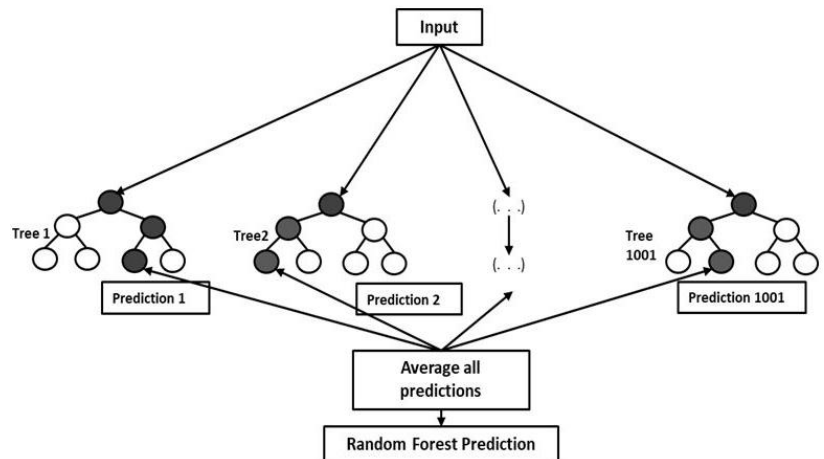 Input
Tree 1
Tree2
(. . .)
Tree
1001
(. . .)
Prediction 1
Prediction 2
Prediction 1001
Average all
predictions
Random Forest Prediction